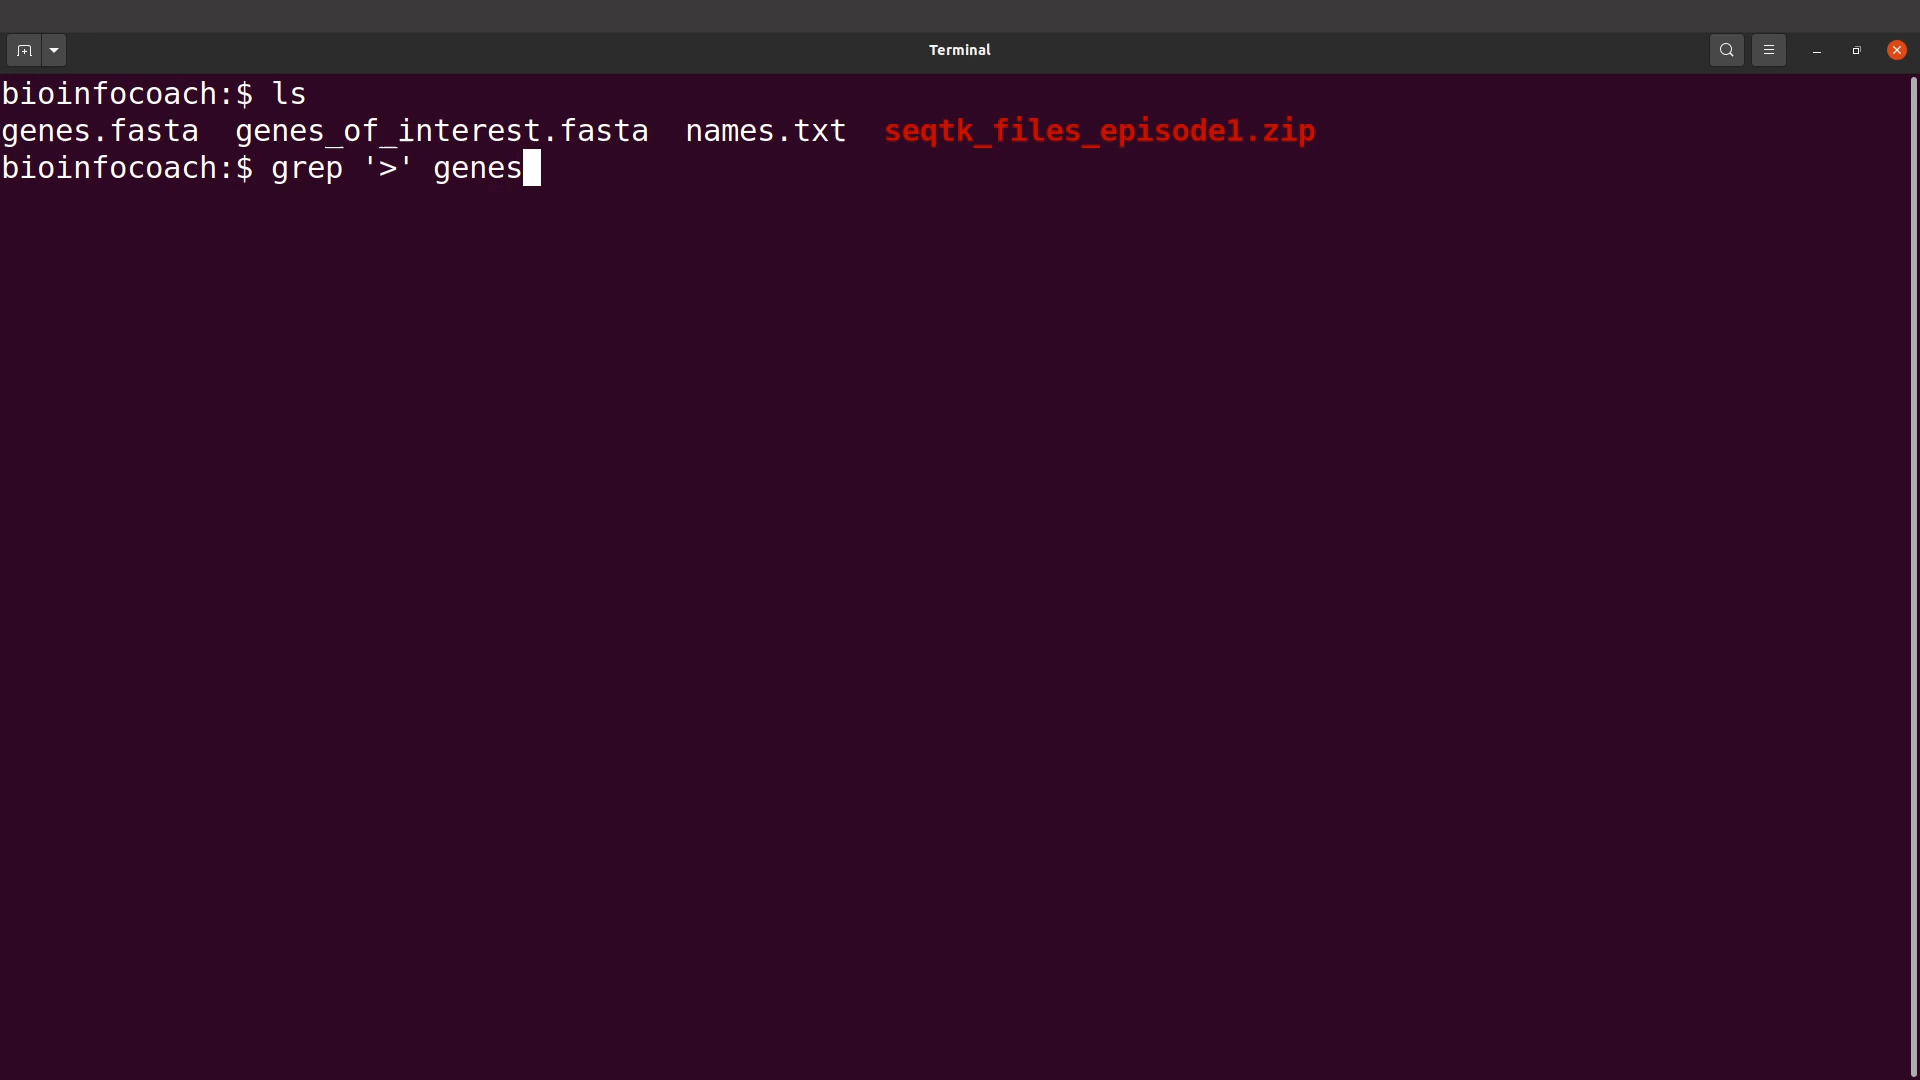 Terminal
bioinfocoach:$ ls
genes.fasta  genes_of_interest.fasta  names.txt  seqtk_files_episode1.zip
bioinfocoach:$ grep '>' genes